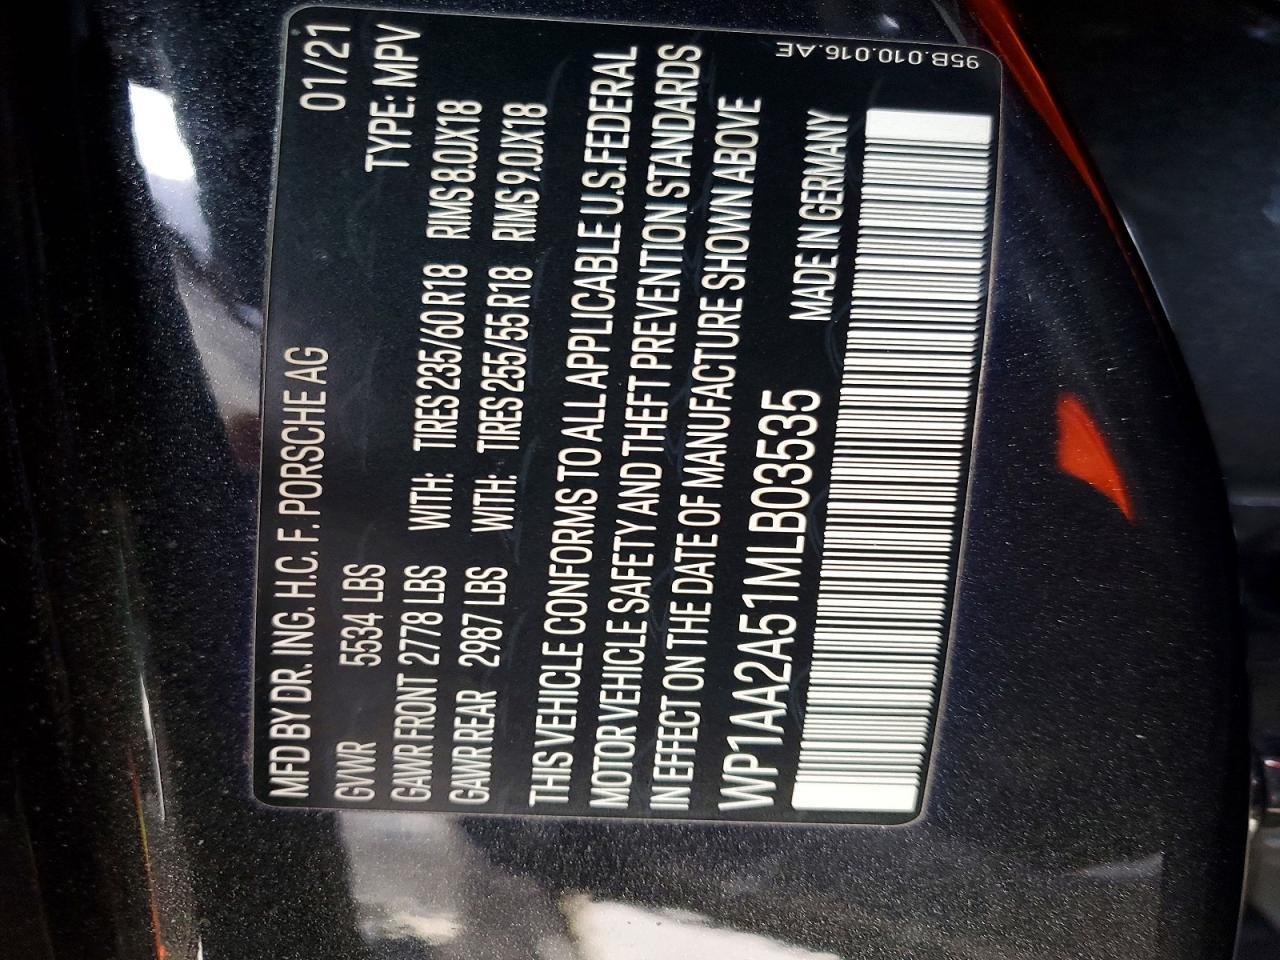 MFD BY DR. ING. H.C. F. PORSCHE AG 01/21
GVWR 5534 LBS TYPE: MPV
GAWR FRONT 2778 LBS WITH: TIRES 235/60 R18 RIMS 8.0JX18
GAWR REAR 2987 LBS WITH: TIRES 255/55 R18 RIMS 9.0JX18
THIS VEHICLE CONFORMS TO ALL APPLICABLE U.S.FEDERAL
MOTOR VEHICLE SAFETY AND THEFT PREVENTION STANDARDS
IN EFFECT ON THE DATE OF MANUFACTURE SHOWN ABOVE
WP1AA2A51MLB03535 MADE IN GERMANY
95B.010.016.AE